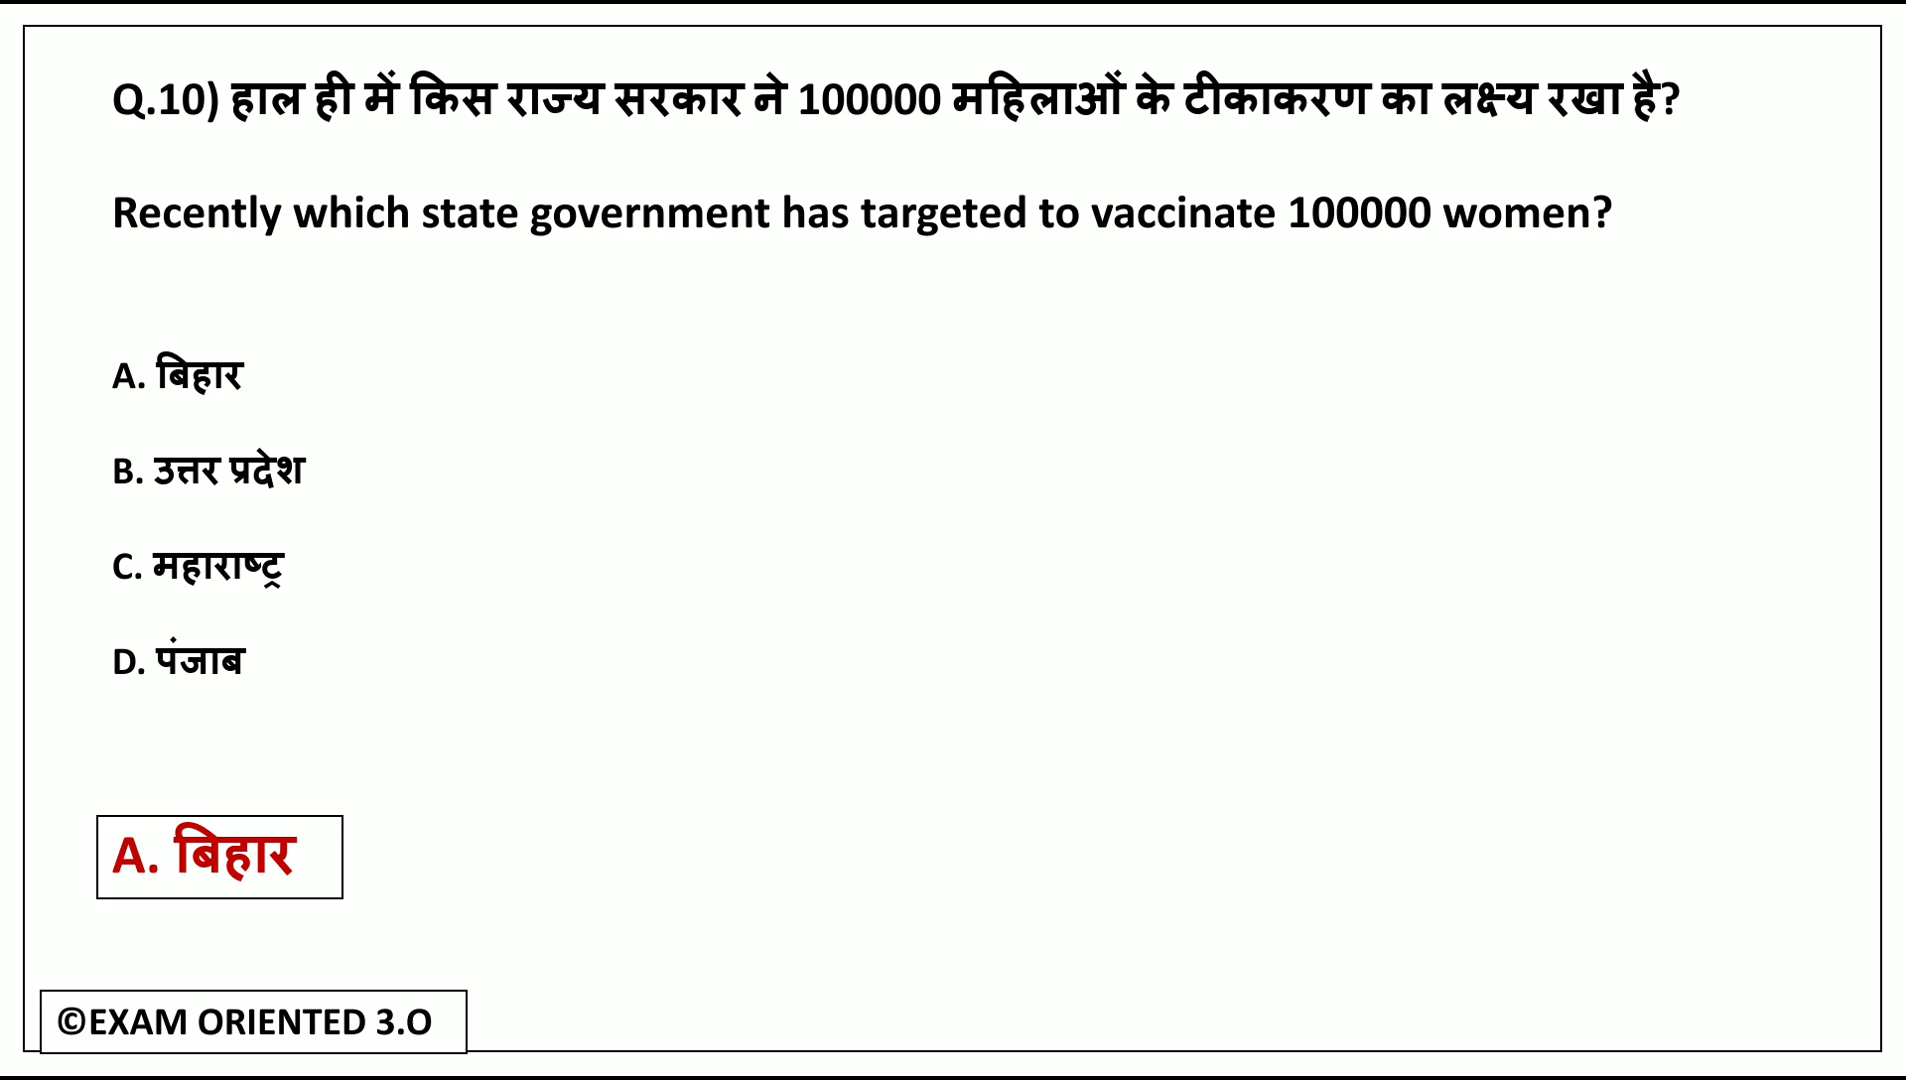 Q.10) हाल ही में किस राज्य सरकार ने 100000 महिलाओं के टीकाकरण का लक्ष्य रखा है?
Recently which state government has targeted to vaccinate 100000 women?
A. बिहार
B. उत्तर प्रदेश
C. महाराष्ट्र
D. पंजाब
A. बिहार
©EXAM ORIENTED 3.O